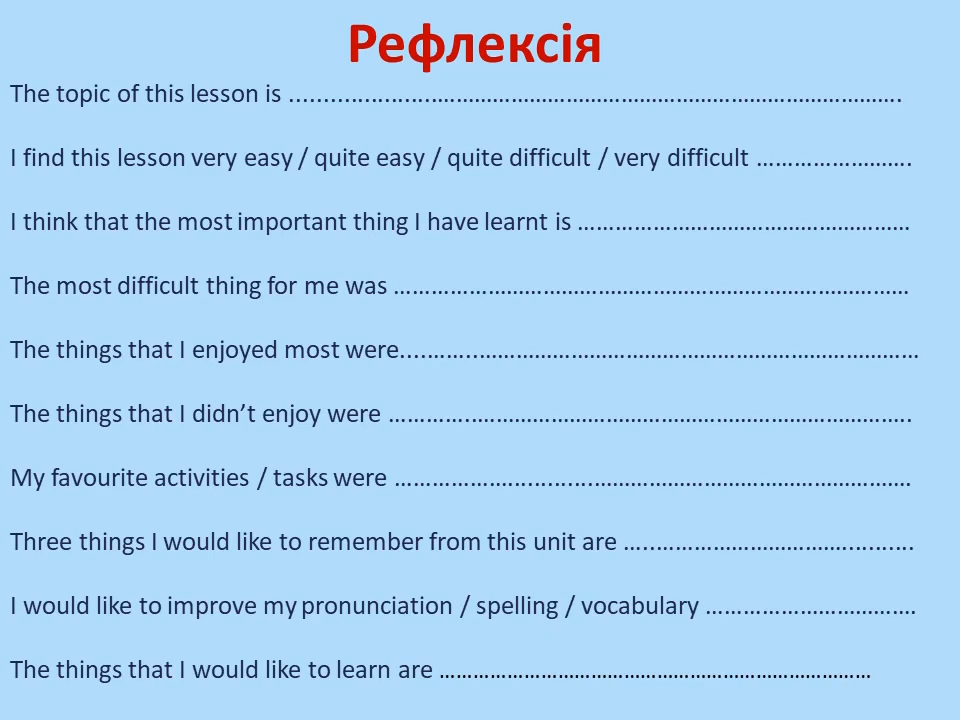 Рефлексія
The topic of this lesson is ......................…………………………………………………………………….
I find this lesson very easy / quite easy / quite difficult / very difficult …………………….
I think that the most important thing I have learnt is ………………………………………………
The most difficult thing for me was …………………………………………………………………………
The things that I enjoyed most were....……..………………………………………………………………
The things that I didn’t enjoy were …………..…………………………………………………………….
My favourite activities / tasks were ………………….............……………………………………………
Three things I would like to remember from this unit are …..…………………………..........
I would like to improve my pronunciation / spelling / vocabulary ………………………….…
The things that I would like to learn are …………………………………………………………………